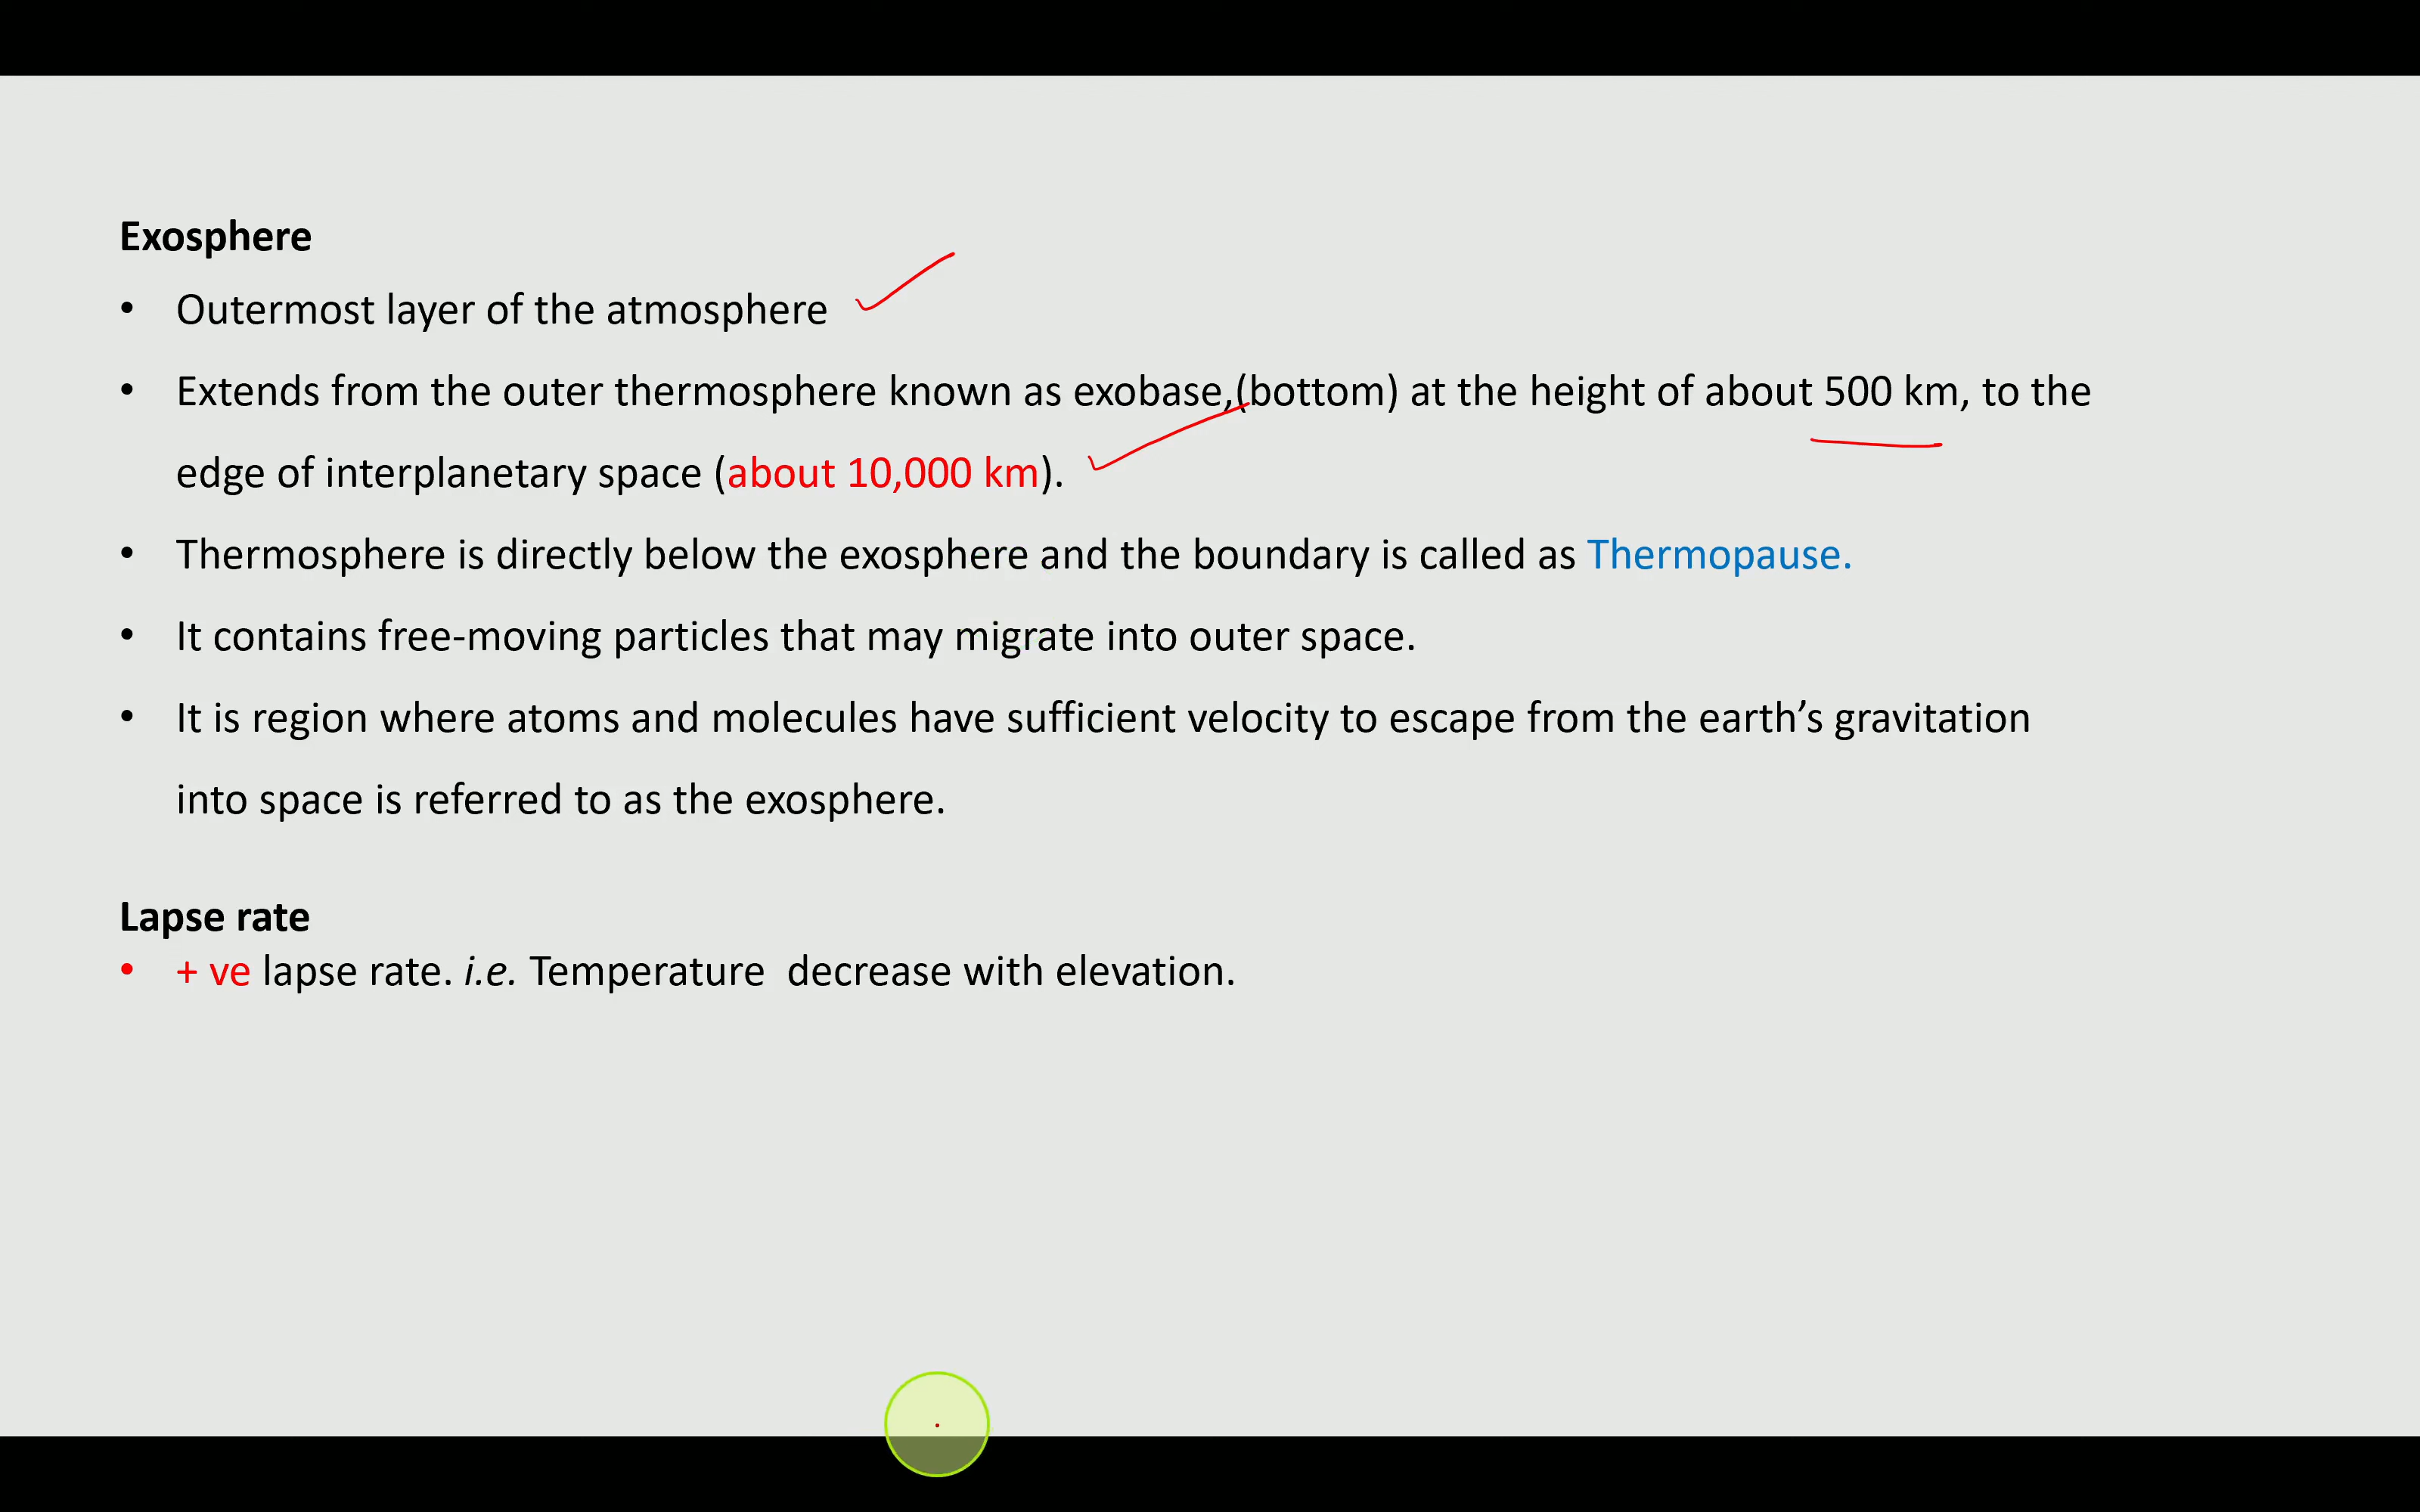 Exosphere
• Outermost layer of the atmosphere
• Extends from the outer thermosphere known as exobase,(bottom) at the height of about 500 km, to the
edge of interplanetary space (about 10,000 km).
• Thermosphere is directly below the exosphere and the boundary is called as Thermopause.
• It contains free-moving particles that may migrate into outer space.
• It is region where atoms and molecules have sufficient velocity to escape from the earth’s gravitation
into space is referred to as the exosphere.
Lapse rate
• + ve lapse rate. i.e. Temperature decrease with elevation.